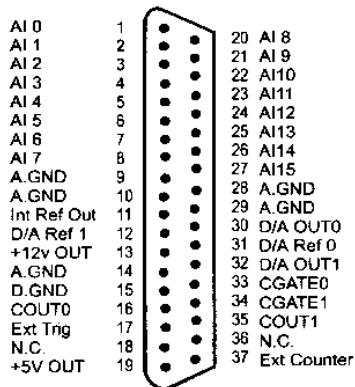 AI 0 1
AI 1 2
AI 2 3
AI 3 4
AI 4 5
AI 5 6
AI 6 7
AI 7 8
A.GND 9
A.GND 10
Int Ref Out 11
D/A Ref 1 12
+12v OUT 13
A.GND 14
D.GND 15
COUT0 16
Ext Trig 17
N.C. 18
+5V OUT 19
20 AI 8
21 AI 9
22 AI10
23 AI11
24 AI12
25 AI13
26 AI14
27 AI15
28 A.GND
29 A.GND
30 D/A OUT0
31 D/A Ref 0
32 D/A OUT1
33 CGATE0
34 CGATE1
35 COUT1
36 N.C.
37 Ext Counter